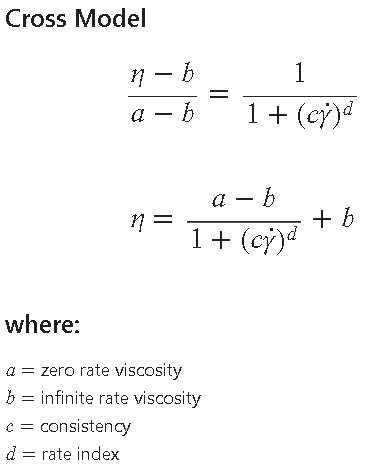 Cross Model
η − b / a − b = 1 / 1 + (cγ̇)^d
η = a − b / 1 + (cγ̇)^d + b
where:
a = zero rate viscosity
b = infinite rate viscosity
c = consistency
d = rate index